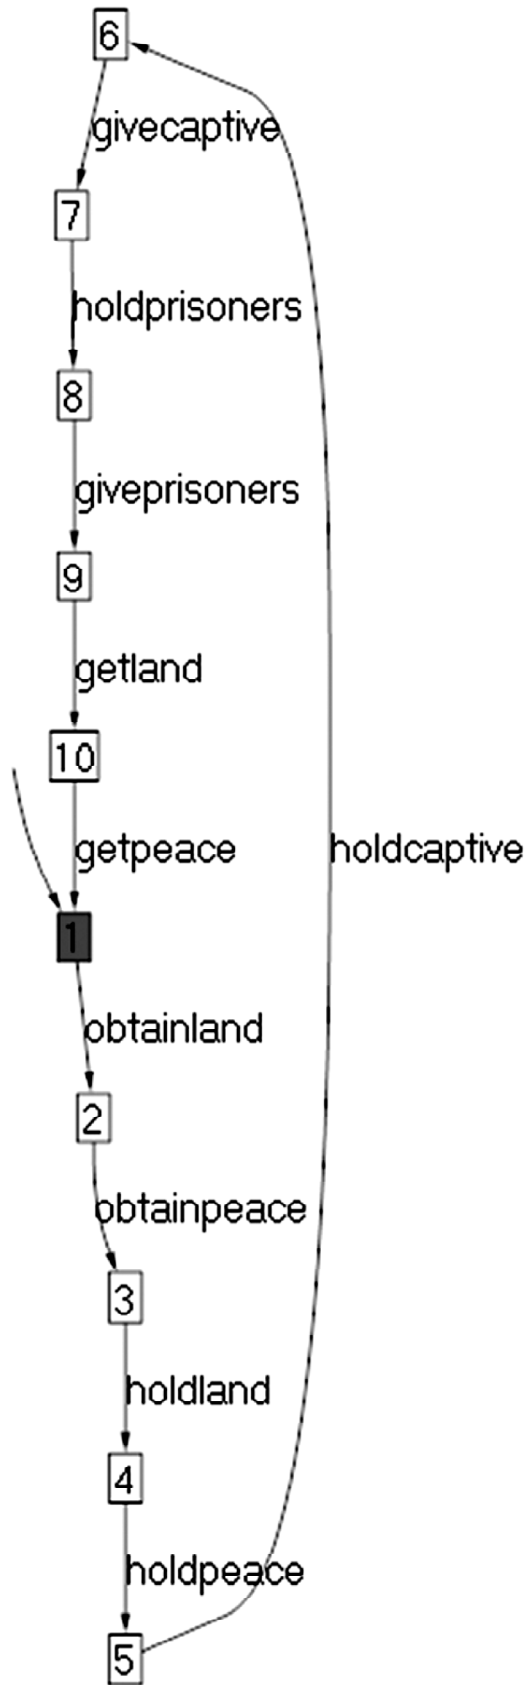 6
givecaptive
7
holdprisoners
8
giveprisoners
9
getland
10
getpeace
holdcaptive
1
obtainland
2
obtainpeace
3
holdland
4
holdpeace
5